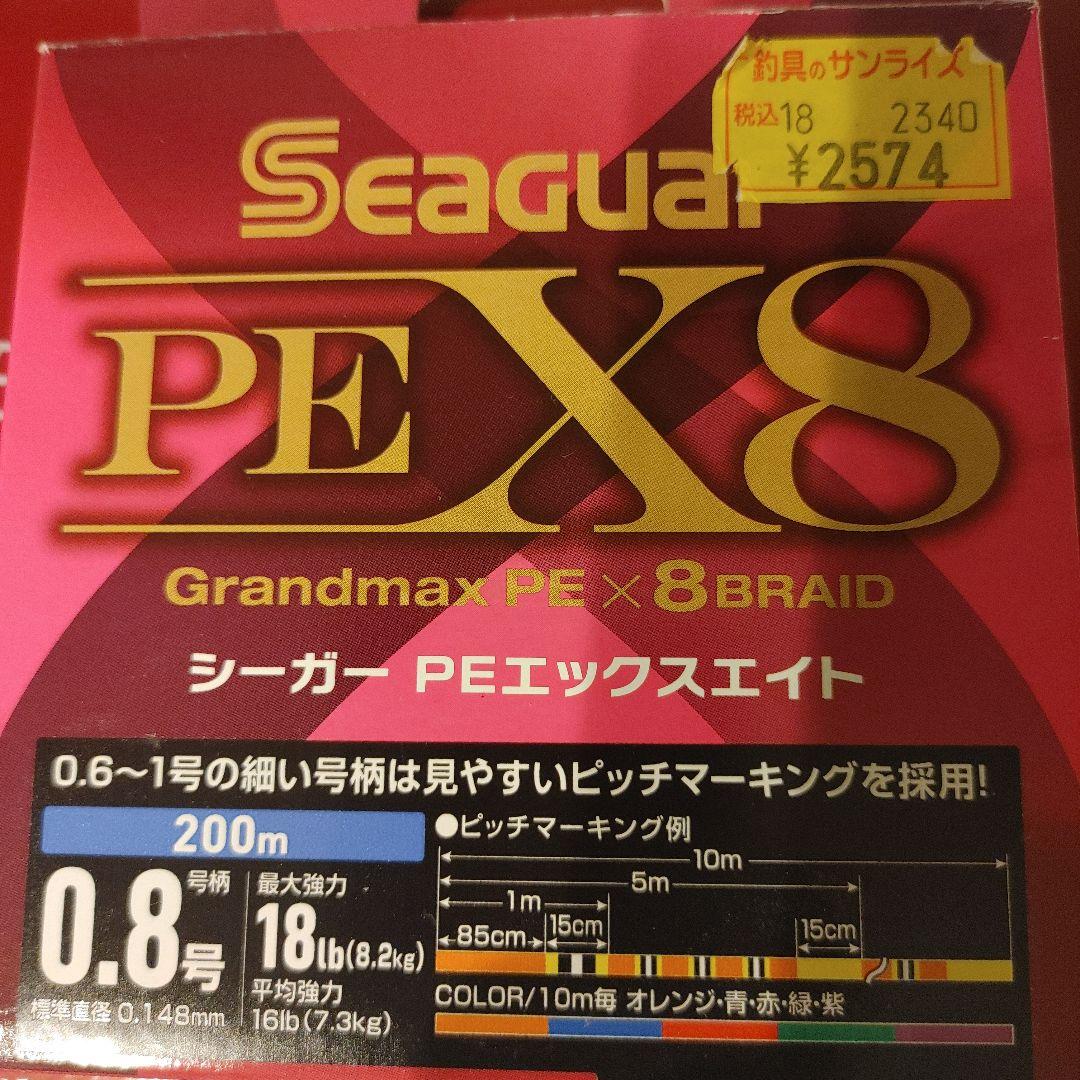 釣具のサンライズ
税込18 2340
¥2574
Seaguar
PE X8
Grandmax PE×8BRAID
シーガー PEエックスエイト
0.6〜1号の細い号柄は見やすいピッチマーキングを採用!
200m
0.8号
号柄
標準直径 0.148mm
最大強力
18lb(8.2kg)
平均強力
16lb(7.3kg)
●ピッチマーキング例
10m
5m
1m
85cm
15cm
15cm
COLOR/10m毎 オレンジ・青・赤・緑・紫